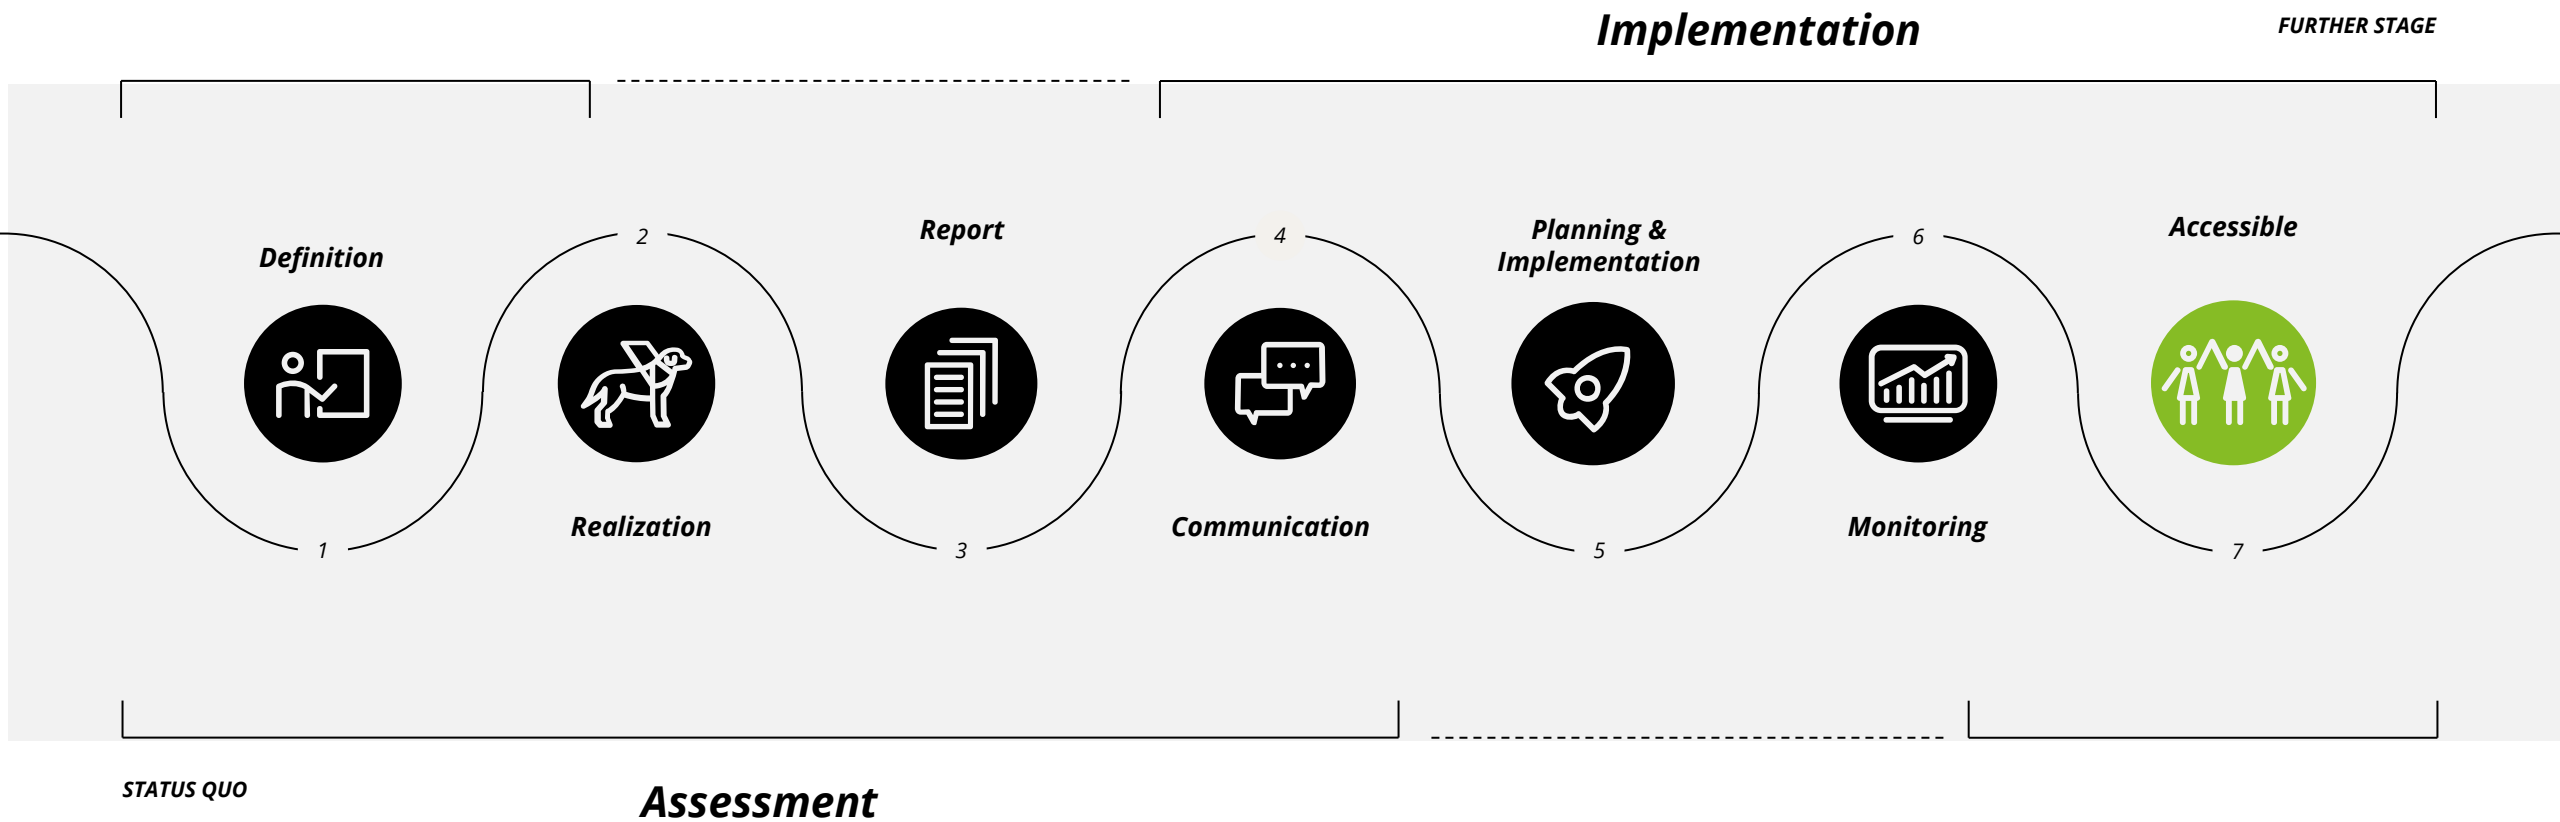 Implementation
FURTHER STAGE
Definition
1
2
Realization
Report
3
4
Communication
Planning &
Implementation
5
6
Monitoring
Accessible
7
STATUS QUO
Assessment